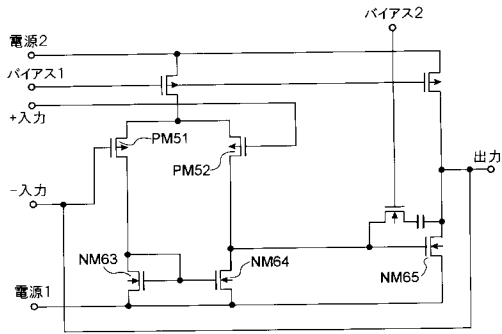 バイアス2
電源2
バイアス1
+入力
PM51
PM52
出力
-入力
NM63
NM64
NM65
電源1